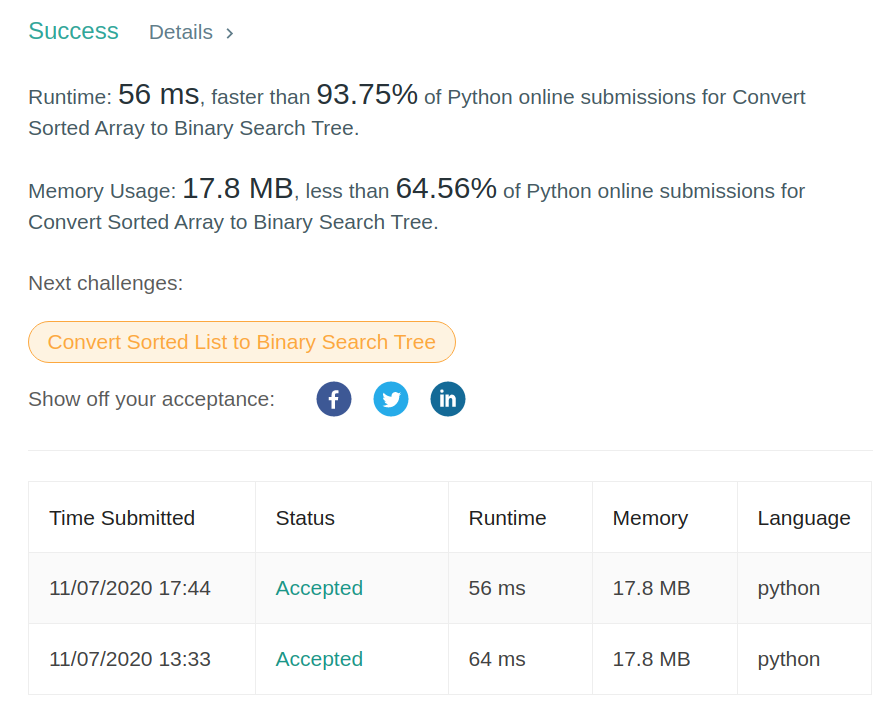 Success Details >
Runtime: 56 ms, faster than 93.75% of Python online submissions for Convert
Sorted Array to Binary Search Tree.
Memory Usage: 17.8 MB, less than 64.56% of Python online submissions for
Convert Sorted Array to Binary Search Tree.
Next challenges:
Convert Sorted List to Binary Search Tree
Show off your acceptance: f in
Time Submitted Status Runtime Memory Language
11/07/2020 17:44 Accepted 56 ms 17.8 MB python
11/07/2020 13:33 Accepted 64 ms 17.8 MB python